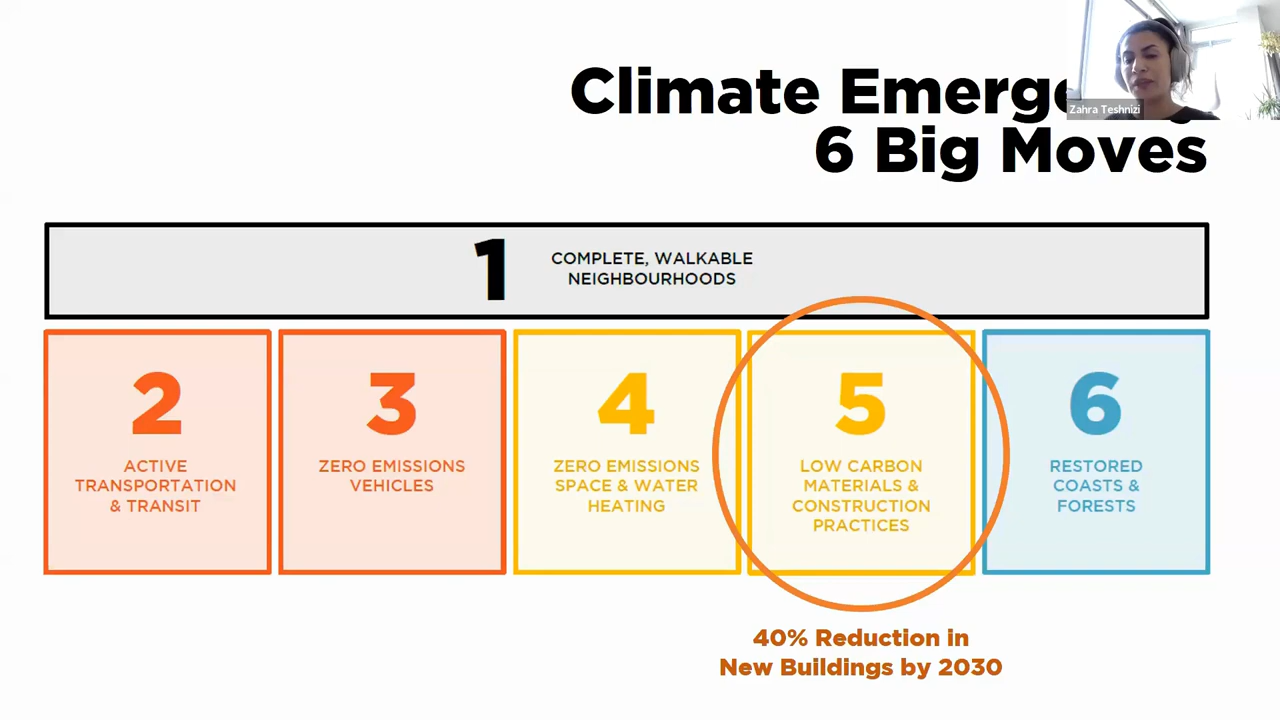 Climate
6 Big Moves
Zahra Teshnizi
1
COMPLETE, WALKABLE
NEIGHBOURHOODS
2
ACTIVE
TRANSPORTATION
& TRANSIT
3
ZERO EMISSIONS
VEHICLES
4
ZERO EMISSIONS
SPACE & WATER
HEATING
5
LOW CARBON
MATERIALS &
CONSTRUCTION
PRACTICES
6
RESTORED
COASTS &
FORESTS
40% Reduction in
New Buildings by 2030